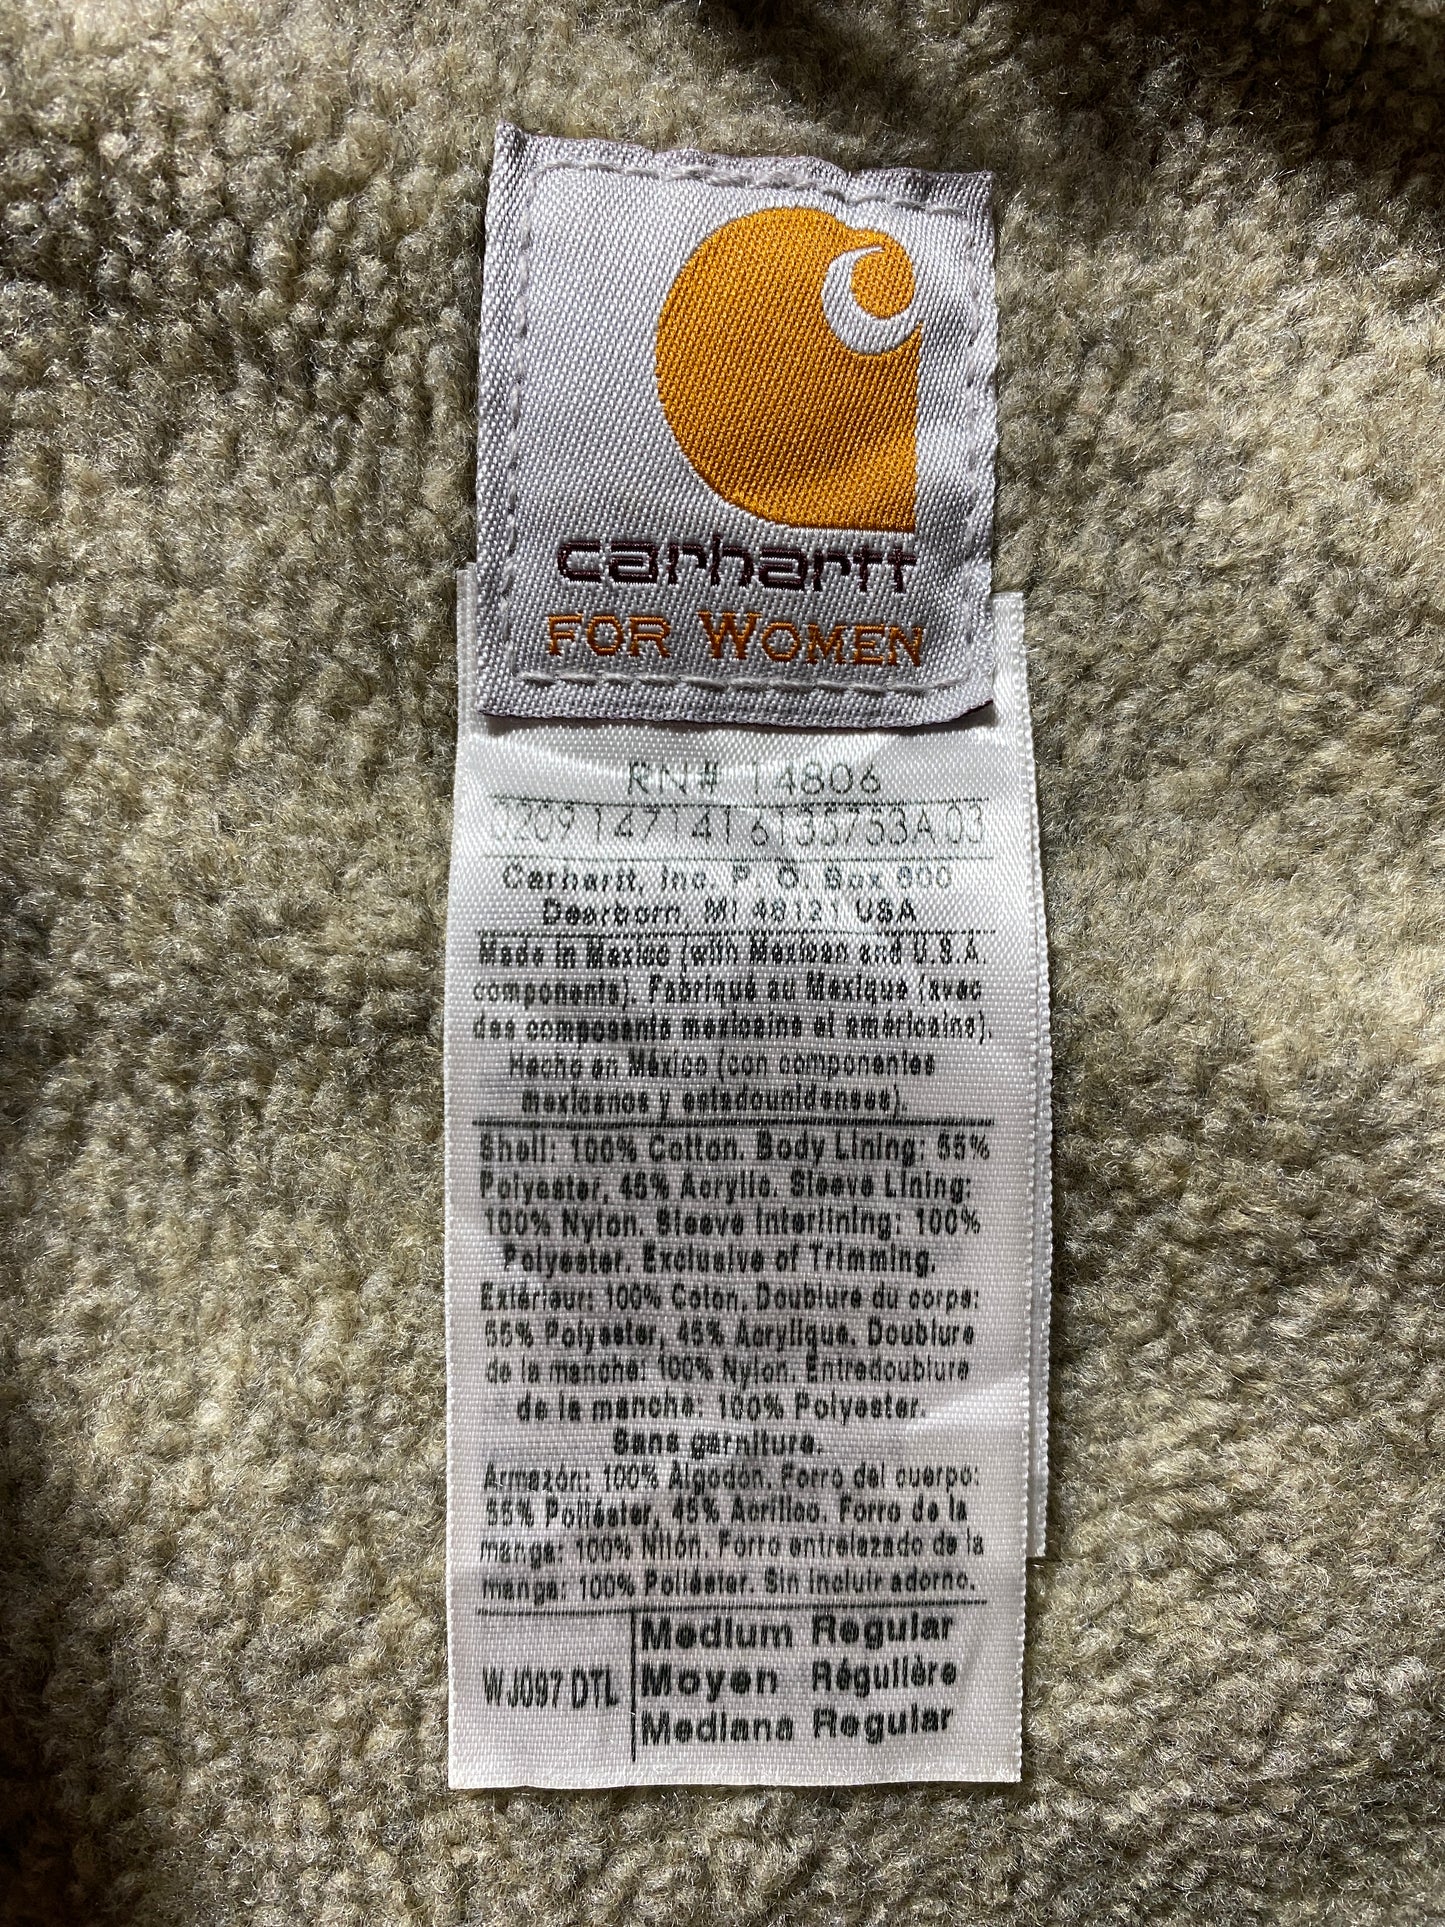 carhartt
FOR WOMEN
RN# 14806
02091471416135753A 03
Carhartt, Inc. P. O. Box 600
Dearborn, MI 48121 USA
Made in Mexico (with Mexican and U.S.A.
components). Fabriqué au Mexique (avec
des composants mexicains et américains).
Hecho en México (con componentes
mexicanos y estadounidenses).
Shell: 100% Cotton. Body Lining: 55%
Polyester, 45% Acrylic. Sleeve Lining:
100% Nylon. Sleeve Interlining: 100%
Polyester. Exclusive of Trimming.
Extérieur: 100% Coton. Doublure du corps:
55% Polyester, 45% Acrylique. Doublure
de la manche: 100% Nylon. Entredoublure
de la manche: 100% Polyester.
Sans garniture.
Armazón: 100% Algodón. Forro del cuerpo:
55% Poliéster, 45% Acrílico. Forro de la
manga: 100% Nilón. Forro entrelazado de la
manga: 100% Poliéster. Sin incluir adorno.
WJ097 DTL
Medium Regular
Moyen Régulière
Mediana Regular